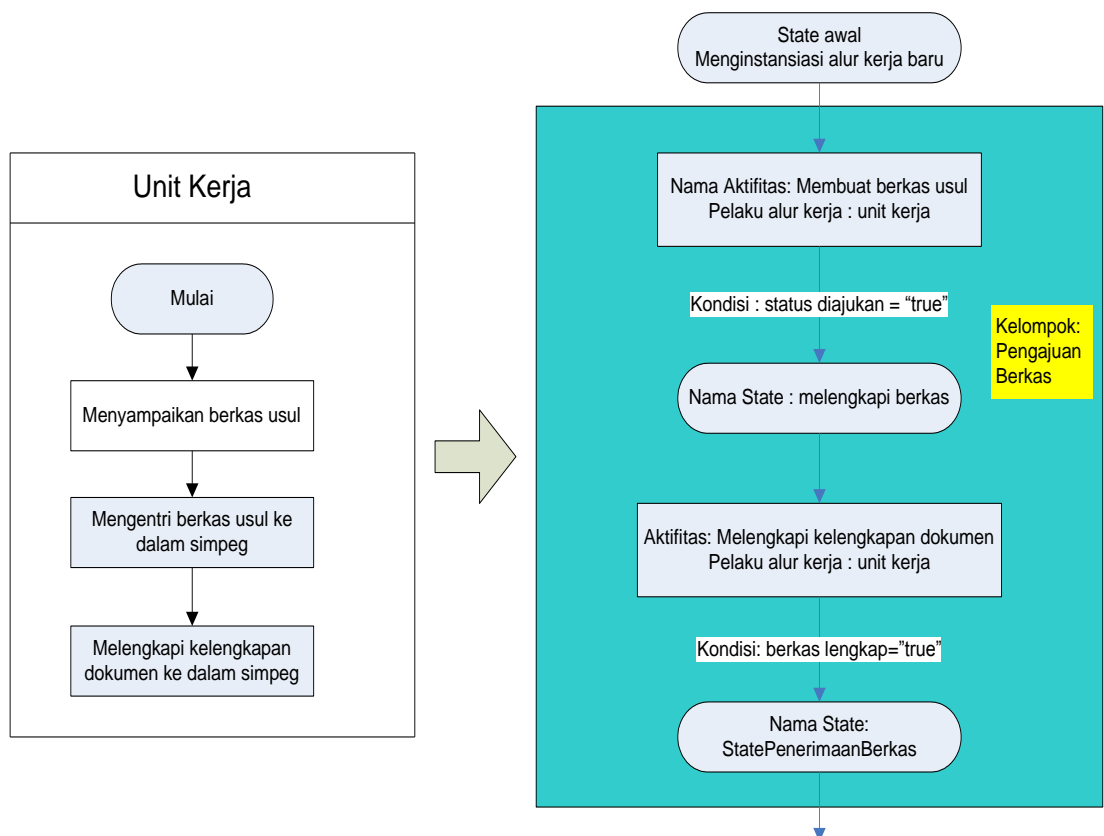 Unit Kerja
Mulai
Menyampaikan berkas usul
Mengentri berkas usul ke
dalam simpeg
Melengkapi kelengkapan
dokumen ke dalam simpeg
State awal
Menginstansiasi alur kerja baru
Nama Aktifitas: Membuat berkas usul
Pelaku alur kerja : unit kerja
Kondisi : status diajukan = “true”
Kelompok:
Pengajuan
Berkas
Nama State : melengkapi berkas
Aktifitas: Melengkapi kelengkapan dokumen
Pelaku alur kerja : unit kerja
Kondisi: berkas lengkap=”true”
Nama State:
StatePenerimaanBerkas